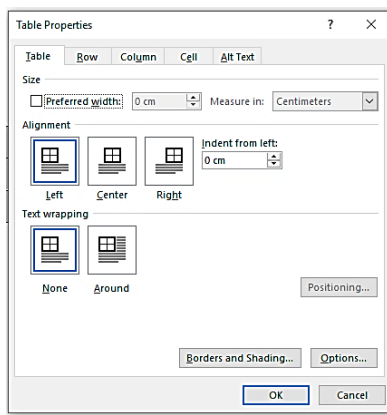 Table Properties ? X
Table Row Column Cell Alt Text
Size
Preferred width: 0 cm Measure in: Centimeters
Alignment
Indent from left:
0 cm
Left Center Right
Text wrapping
None Around
Positioning...
Borders and Shading... Options...
OK Cancel